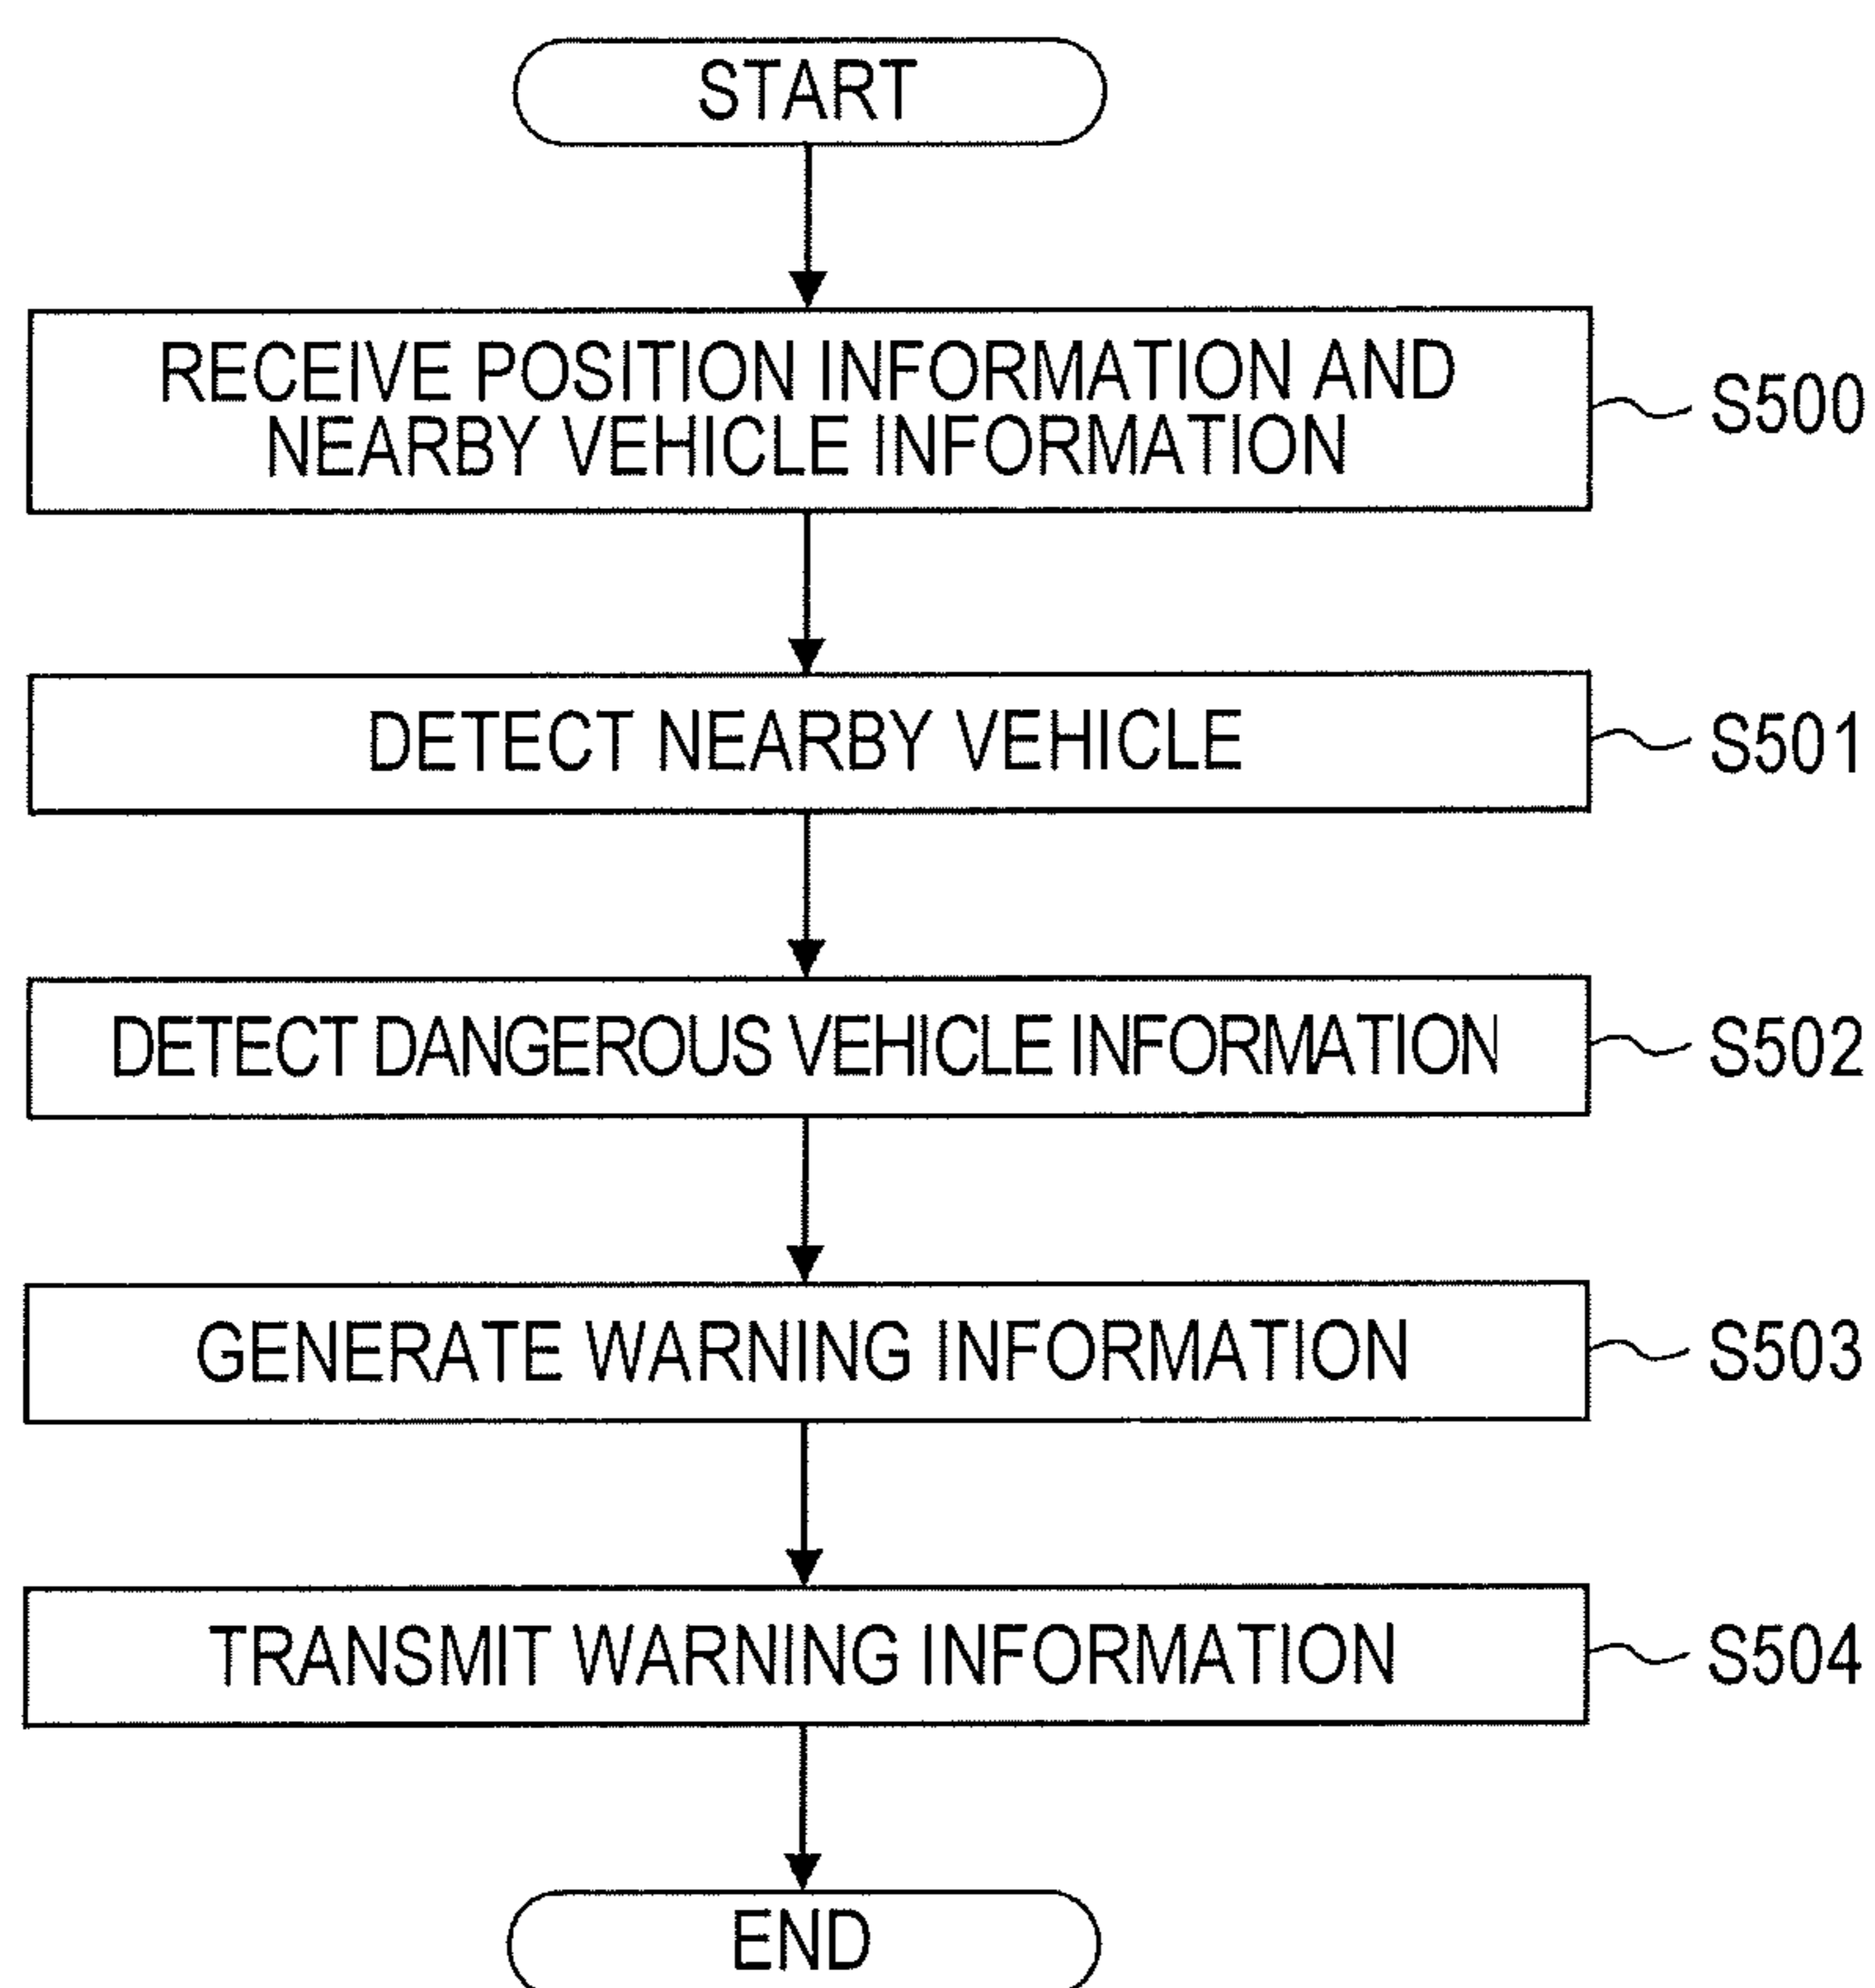 START
RECEIVE POSITION INFORMATION AND
NEARBY VEHICLE INFORMATION
S500
DETECT NEARBY VEHICLE
S501
DETECT DANGEROUS VEHICLE INFORMATION
S502
GENERATE WARNING INFORMATION
S503
TRANSMIT WARNING INFORMATION
S504
END